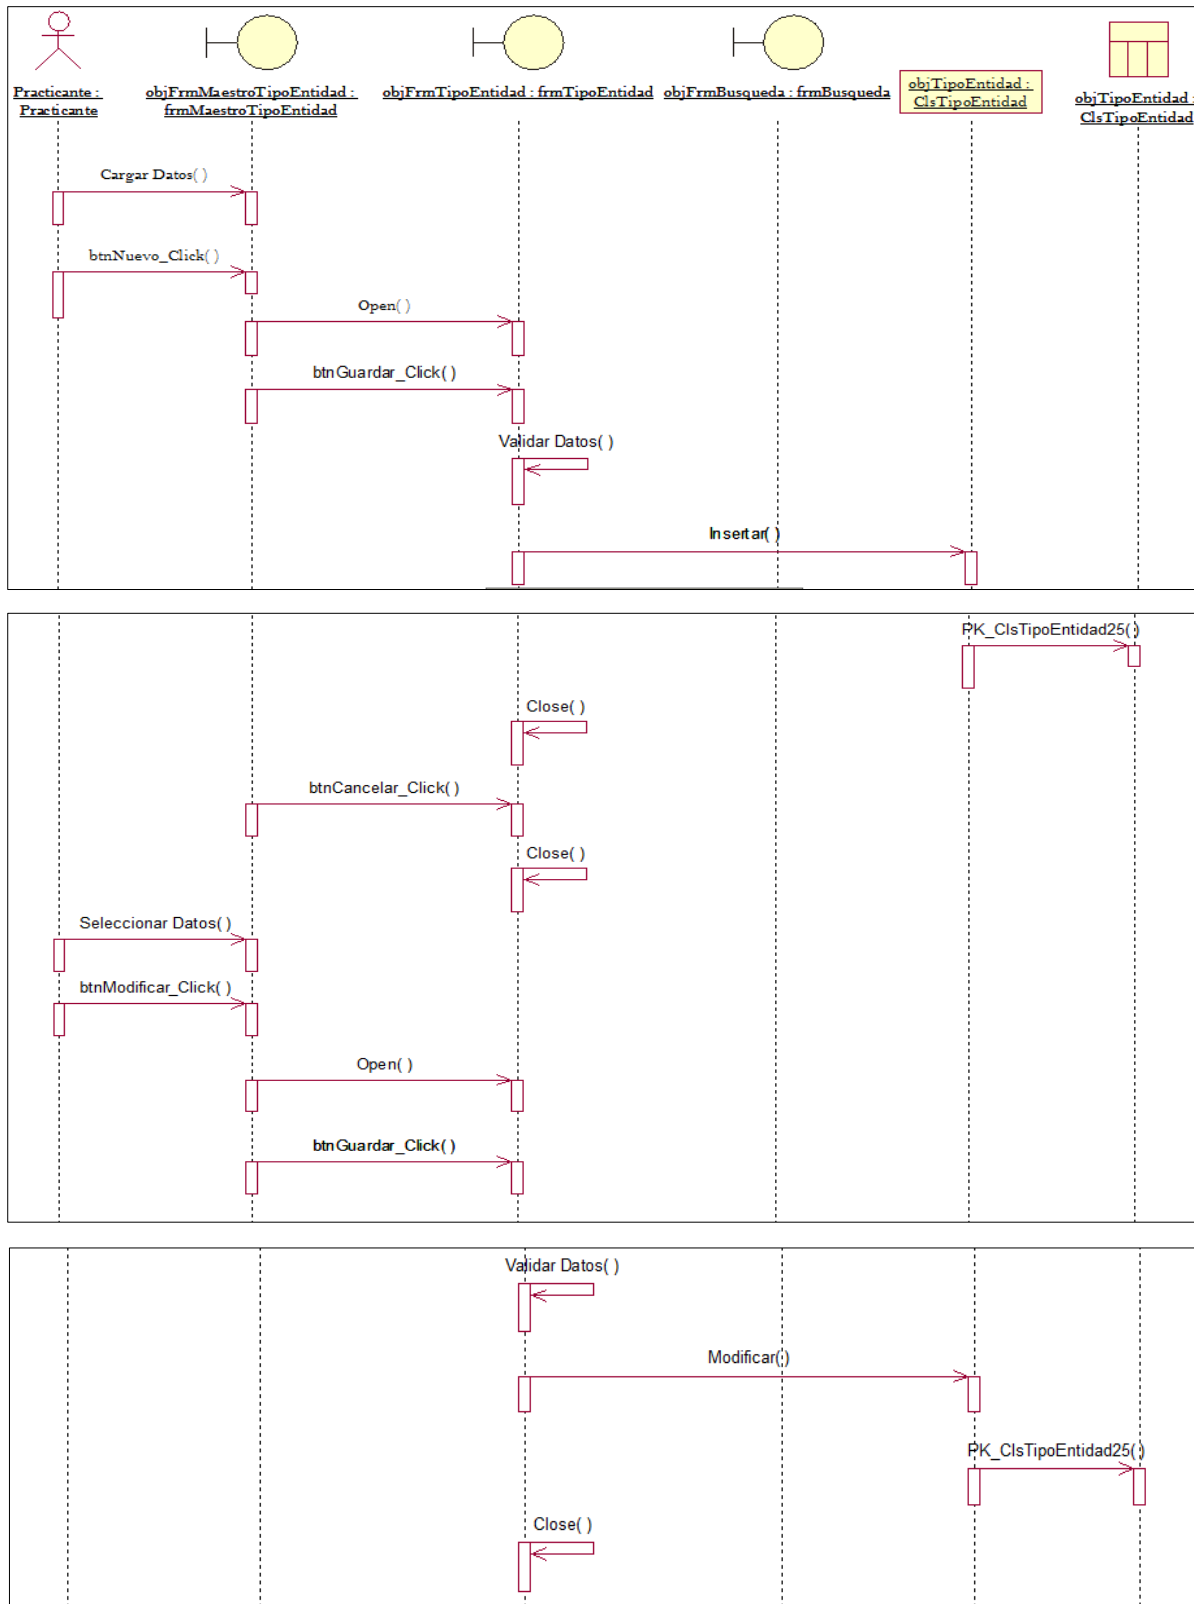 Practicante :
Practicante
objFrmMaestroTipoEntidad :
frmMaestroTipoEntidad
objFrmTipoEntidad : frmTipoEntidad
objFrmBusqueda : frmBusqueda
objTipoEntidad :
ClsTipoEntidad
objTipoEntidad :
ClsTipoEntidad
Cargar Datos( )
btnNuevo_Click( )
Open( )
btnGuardar_Click( )
Validar Datos( )
Insertar( )
PK_ClsTipoEntidad25( )
Close( )
btnCancelar_Click( )
Close( )
Seleccionar Datos( )
btnModificar_Click( )
Open( )
btnGuardar_Click( )
Validar Datos( )
Modificar( )
PK_ClsTipoEntidad25( )
Close( )